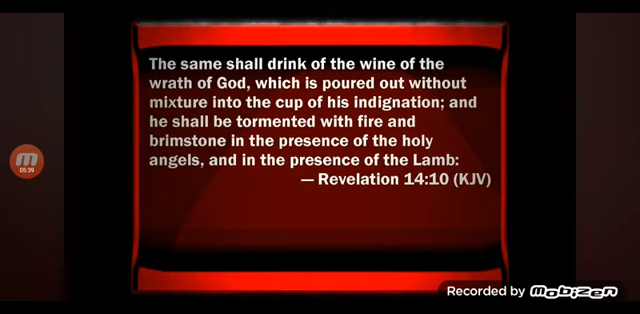 The same shall drink of the wine of the
wrath of God, which is poured out without
mixture into the cup of his indignation; and
he shall be tormented with fire and
brimstone in the presence of the holy
angels, and in the presence of the Lamb:
— Revelation 14:10 (KJV)
05:39
Recorded by mobizen